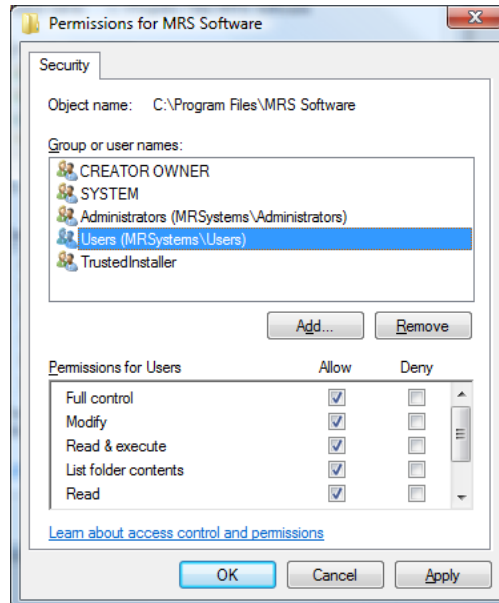 Permissions for MRS Software
Security
Object name: C:\Program Files\MRS Software
Group or user names:
CREATOR OWNER
SYSTEM
Administrators (MRSystems\Administrators)
Users (MRSystems\Users)
TrustedInstaller
Add... Remove
Permissions for Users Allow Deny
Full control
Modify
Read & execute
List folder contents
Read
Learn about access control and permissions
OK Cancel Apply